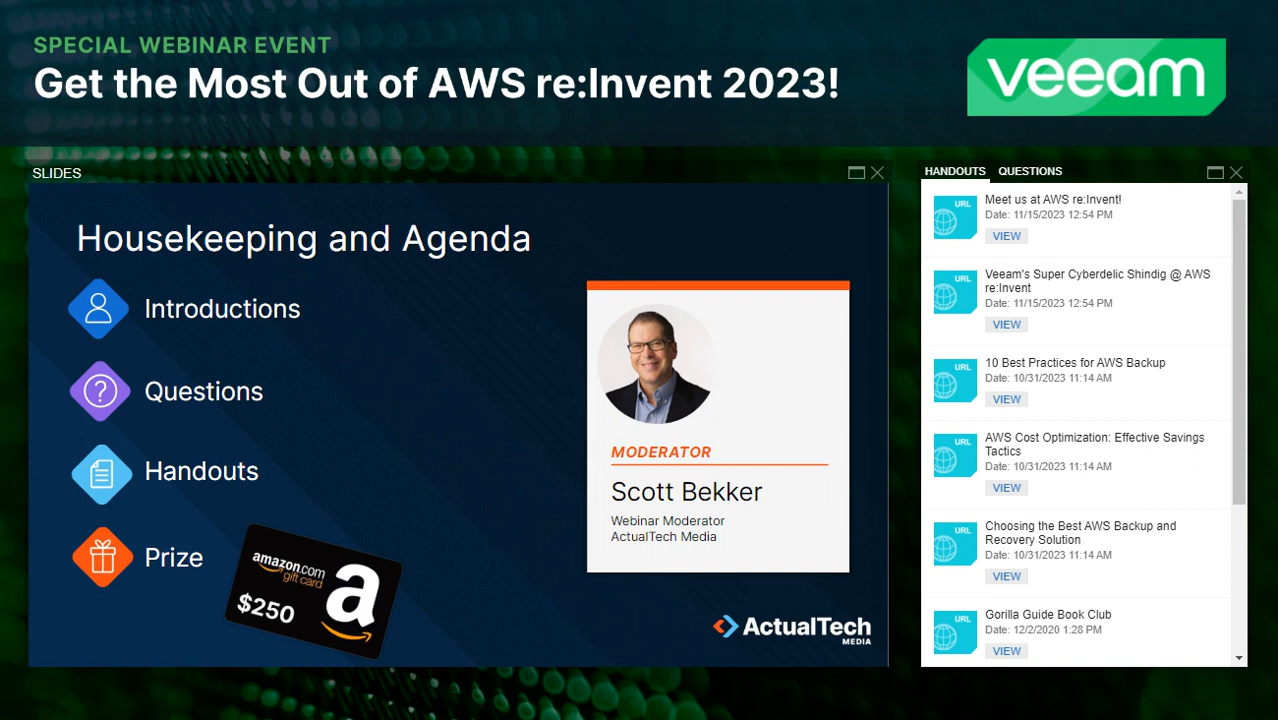 SPECIAL WEBINAR EVENT
Get the Most Out of AWS re:Invent 2023!
veeam
SLIDES
Housekeeping and Agenda
Introductions
Questions
Handouts
Prize
amazon.com
gift card
$250
a
MODERATOR
Scott Bekker
Webinar Moderator
ActualTech Media
ActualTech
MEDIA
HANDOUTS QUESTIONS
URL
Meet us at AWS re:Invent!
Date: 11/15/2023 12:54 PM
VIEW
URL
Veeam's Super Cyberdelic Shindig @ AWS
re:Invent
Date: 11/15/2023 12:54 PM
VIEW
URL
10 Best Practices for AWS Backup
Date: 10/31/2023 11:14 AM
VIEW
URL
AWS Cost Optimization: Effective Savings
Tactics
Date: 10/31/2023 11:14 AM
VIEW
URL
Choosing the Best AWS Backup and
Recovery Solution
Date: 10/31/2023 11:14 AM
VIEW
URL
Gorilla Guide Book Club
Date: 12/2/2020 1:28 PM
VIEW